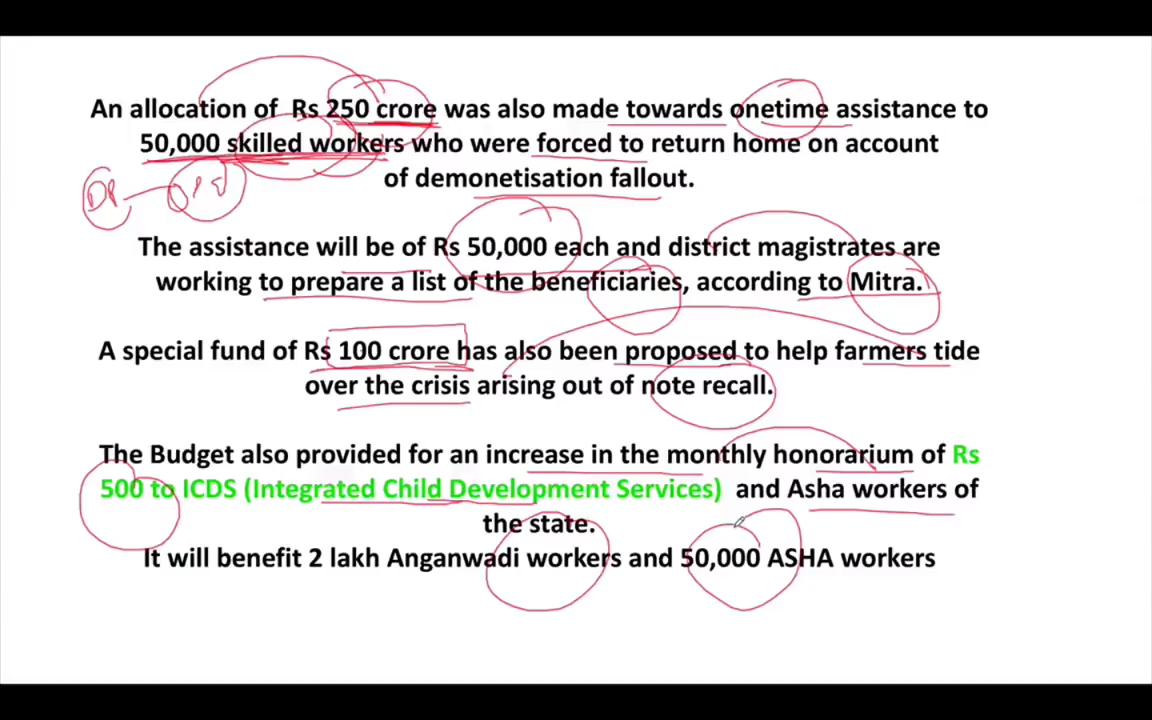 An allocation of Rs 250 crore was also made towards onetime assistance to
50,000 skilled workers who were forced to return home on account
of demonetisation fallout.
The assistance will be of Rs 50,000 each and district magistrates are
working to prepare a list of the beneficiaries, according to Mitra.
A special fund of Rs 100 crore has also been proposed to help farmers tide
over the crisis arising out of note recall.
The Budget also provided for an increase in the monthly honorarium of Rs
500 to ICDS (Integrated Child Development Services) and Asha workers of
the state.
It will benefit 2 lakh Anganwadi workers and 50,000 ASHA workers